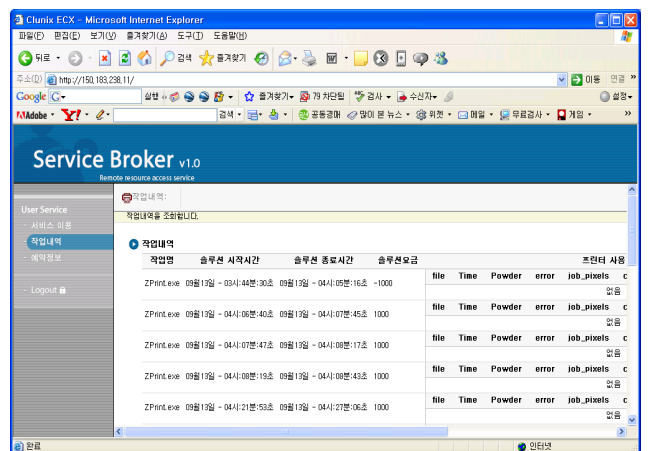 Clunix ECX - Microsoft Internet Explorer
파일(F) 편집(E) 보기(V) 즐겨찾기(A) 도구(T) 도움말(H)
뒤로 검색 즐겨찾기
주소(D) http://150,183,238,11/ 이동 연결 »
Google G 실행 즐겨찾기 79 차단됨 검사 수신자 설정
Adobe Y! 검색 공동경매 많이 본 뉴스 위젯 메일 무료검사 게임 »
Service Broker v1.0
Remote resource access service
작업내역:
작업내역을 조회합니다.
User Service
- 서비스 이용
- 작업내역
- 예약정보
- Logout
작업내역
작업명 솔루션 시작시간 솔루션 종료시간 솔루션요금 프린터 사용
ZPrint.exe 09월13일 - 03시:44분:30초 09월13일 - 04시:05분:16초 -1000 file Time Powder error job_pixels c
없음
ZPrint.exe 09월13일 - 04시:06분:40초 09월13일 - 04시:07분:45초 1000 file Time Powder error job_pixels c
없음
ZPrint.exe 09월13일 - 04시:07분:47초 09월13일 - 04시:08분:17초 1000 file Time Powder error job_pixels c
없음
ZPrint.exe 09월13일 - 04시:08분:19초 09월13일 - 04시:08분:43초 1000 file Time Powder error job_pixels c
없음
ZPrint.exe 09월13일 - 04시:21분:53초 09월13일 - 04시:27분:06초 1000 file Time Powder error job_pixels c
없음
완료 인터넷